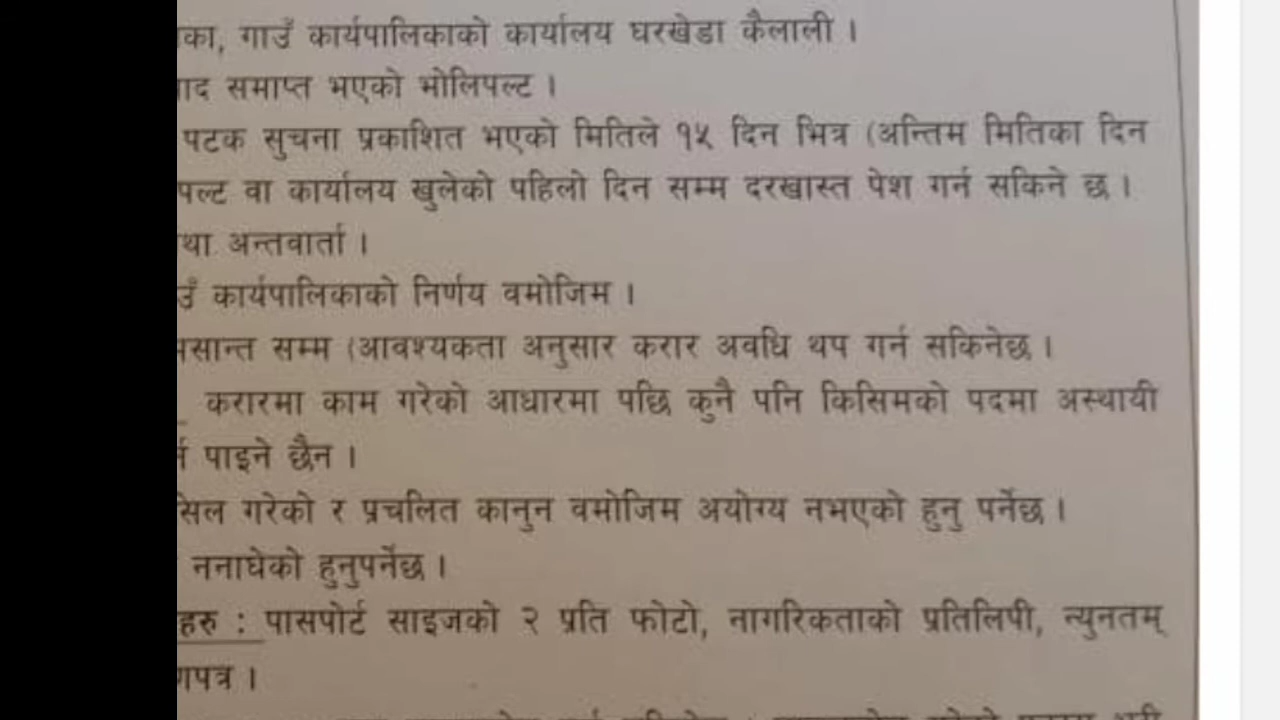 का, गाउँ कार्यपालिकाको कार्यालय घरखेडा कैलाली ।
ाद समाप्त भएको भोलिपल्ट ।
पटक सुचना प्रकाशित भएको मितिले १५ दिन भित्र (अन्तिम मितिका दिन
पल्ट वा कार्यालय खुलेको पहिलो दिन सम्म दरखास्त पेश गर्न सकिने छ ।
था अन्तवार्ता ।
उँ कार्यपालिकाको निर्णय वमोजिम ।
सान्त सम्म (आवश्यकता अनुसार करार अवधि थप गर्न सकिनेछ ।
करारमा काम गरेको आधारमा पछि कुनै पनि किसिमको पदमा अस्थायी
पाइने छैन ।
सेल गरेको र प्रचलित कानुन वमोजिम अयोग्य नभएको हुनु पर्नेछ ।
ननाघेको हुनुपर्नेछ ।
हरु : पासपोर्ट साइजको २ प्रति फोटो, नागरिकताको प्रतिलिपी, न्युनतम्
पत्र ।